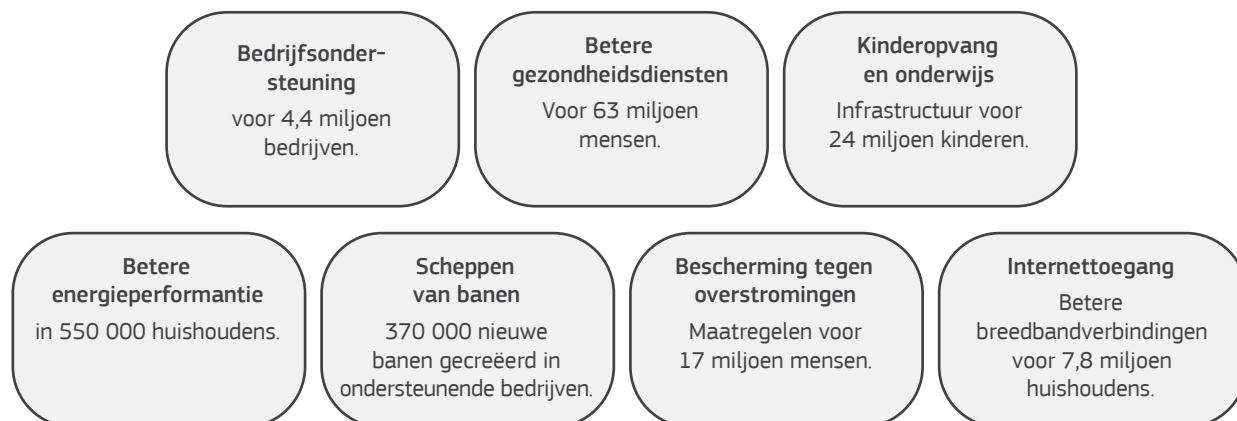 Bedrijfsonder-
steuning
voor 4,4 miljoen
bedrijven.
Betere
gezondheidsdiensten
Voor 63 miljoen
mensen.
Kinderopvang
en onderwijs
Infrastructuur voor
24 miljoen kinderen.
Betere
energieperformantie
in 550 000 huishoudens.
Scheppen
van banen
370 000 nieuwe
banen gecreëerd in
ondersteunende bedrijven.
Bescherming tegen
overstromingen
Maatregelen voor
17 miljoen mensen.
Internettoegang
Betere
breedbandverbindingen
voor 7,8 miljoen
huishoudens.